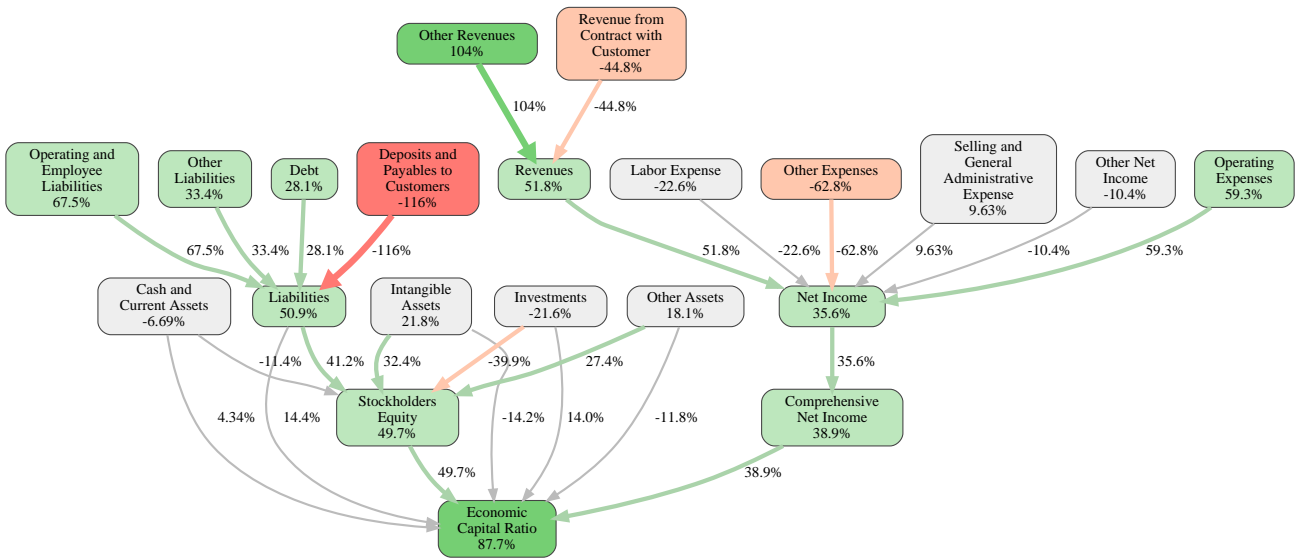 Other Revenues
104%
Revenue from
Contract with
Customer
-44.8%
104%
-44.8%
Operating and
Employee
Liabilities
67.5%
Other
Liabilities
33.4%
Debt
28.1%
Deposits and
Payables to
Customers
-116%
Revenues
51.8%
Labor Expense
-22.6%
Other Expenses
-62.8%
Selling and
General
Administrative
Expense
9.63%
Other Net
Income
-10.4%
Operating
Expenses
59.3%
67.5%
33.4%
28.1%
-116%
51.8%
-22.6%
-62.8%
9.63%
-10.4%
59.3%
Cash and
Current Assets
-6.69%
Liabilities
50.9%
Intangible
Assets
21.8%
Investments
-21.6%
Other Assets
18.1%
Net Income
35.6%
-11.4%
41.2%
32.4%
-39.9%
27.4%
35.6%
Stockholders
Equity
49.7%
Comprehensive
Net Income
38.9%
4.34%
14.4%
-14.2%
14.0%
-11.8%
49.7%
38.9%
Economic
Capital Ratio
87.7%